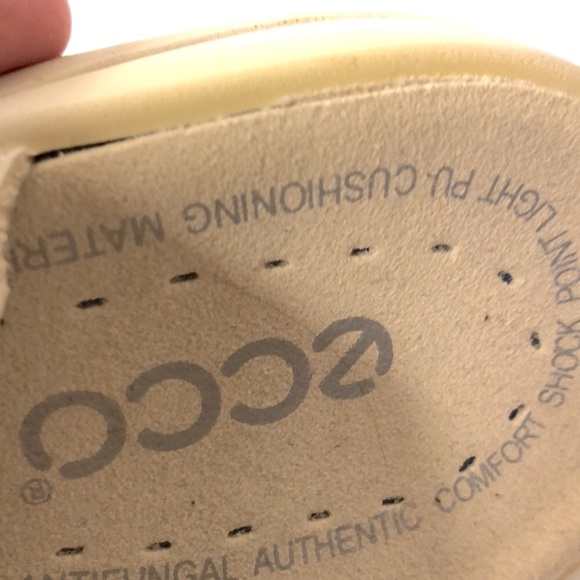 ANTIFUNGAL AUTHENTIC COMFORT SHOCK POINT LIGHT PU CUSHIONING
ecco®